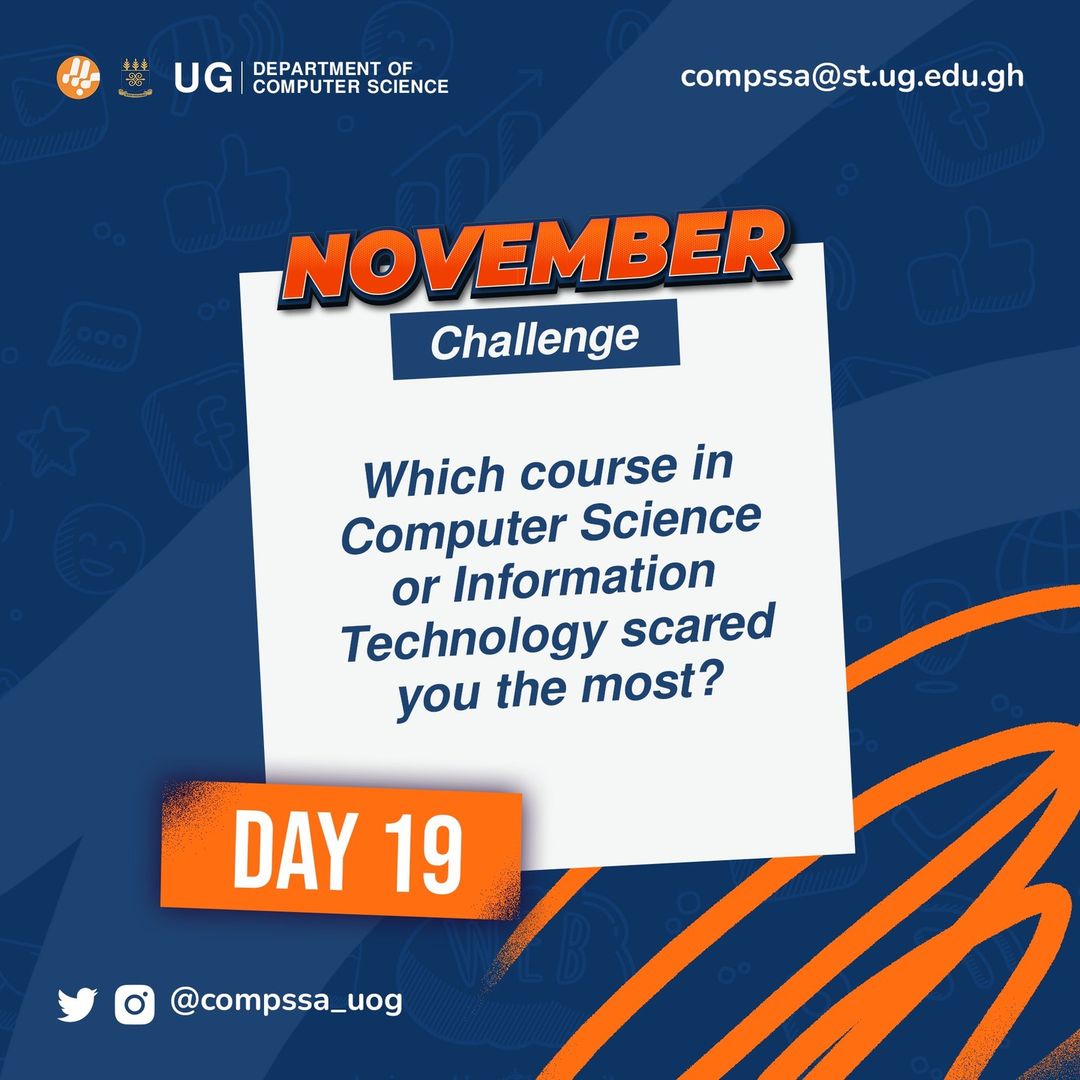 UG
DEPARTMENT OF
COMPUTER SCIENCE
compssa@st.ug.edu.gh
NOVEMBER
Challenge
Which course in
Computer Science
or Information
Technology scared
you the most?
DAY 19
WEB
@compssa_uog